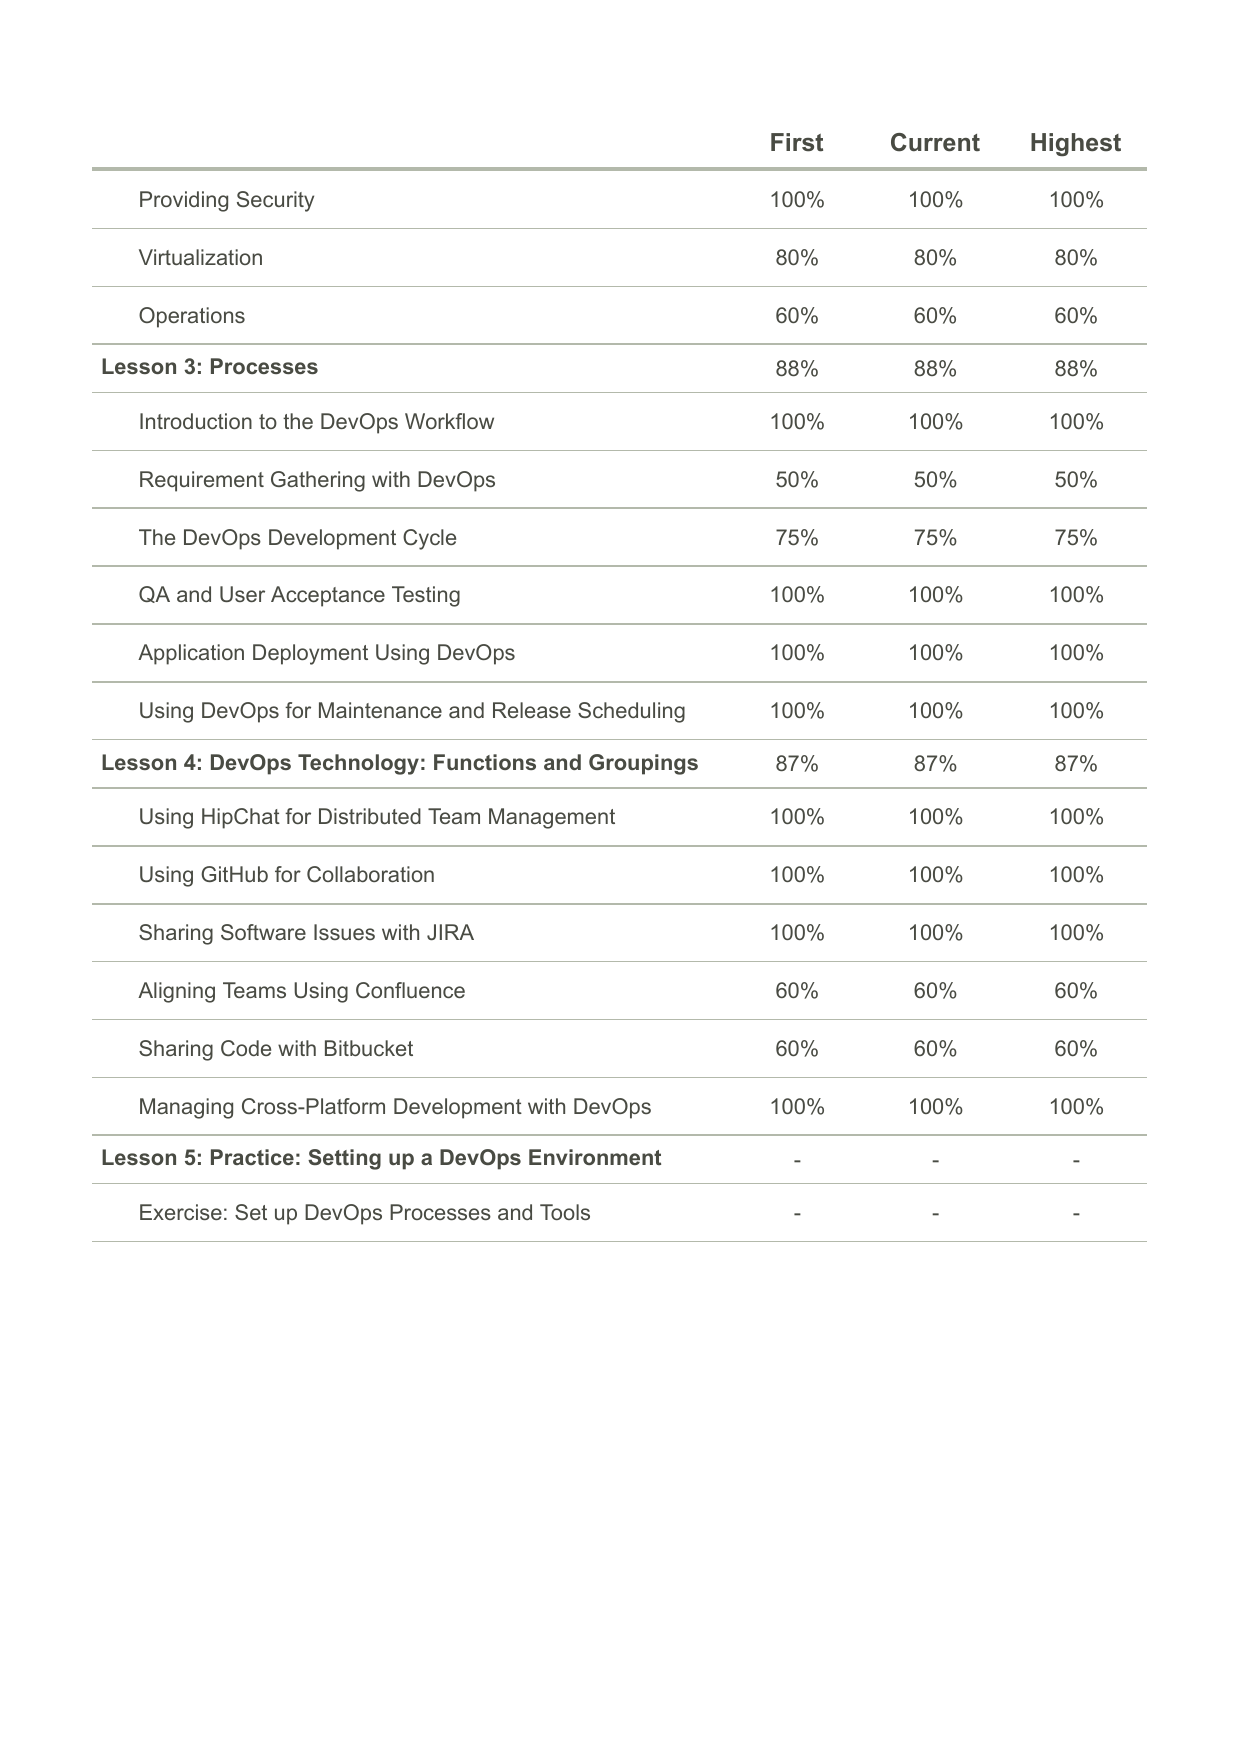 First Current Highest
Providing Security 100% 100% 100%
Virtualization 80% 80% 80%
Operations 60% 60% 60%
Lesson 3: Processes 88% 88% 88%
Introduction to the DevOps Workflow 100% 100% 100%
Requirement Gathering with DevOps 50% 50% 50%
The DevOps Development Cycle 75% 75% 75%
QA and User Acceptance Testing 100% 100% 100%
Application Deployment Using DevOps 100% 100% 100%
Using DevOps for Maintenance and Release Scheduling 100% 100% 100%
Lesson 4: DevOps Technology: Functions and Groupings 87% 87% 87%
Using HipChat for Distributed Team Management 100% 100% 100%
Using GitHub for Collaboration 100% 100% 100%
Sharing Software Issues with JIRA 100% 100% 100%
Aligning Teams Using Confluence 60% 60% 60%
Sharing Code with Bitbucket 60% 60% 60%
Managing Cross-Platform Development with DevOps 100% 100% 100%
Lesson 5: Practice: Setting up a DevOps Environment - - -
Exercise: Set up DevOps Processes and Tools - - -